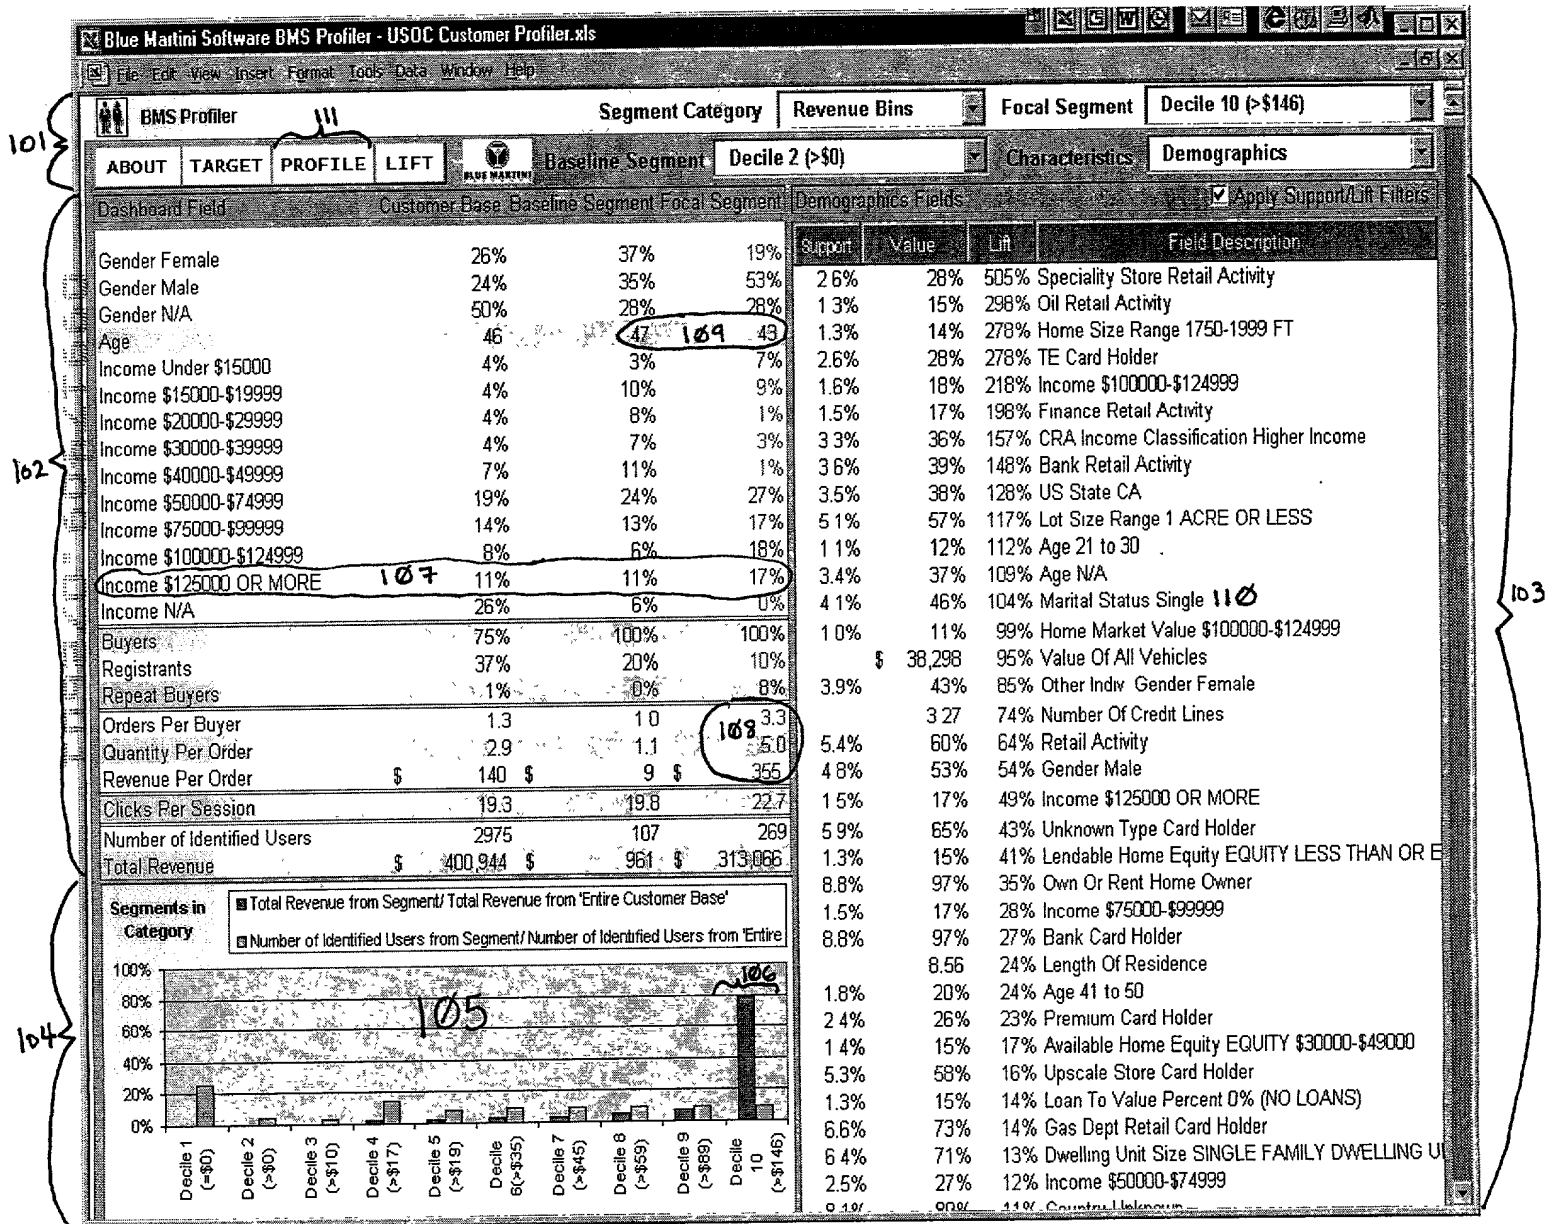 Blue Martini Software BMS Profiler - USOC Customer Profiler.xls
File Edit View Insert Format Tools Data Window Help
BMS Profiler 111 Segment Category Revenue Bins Focal Segment Decile 10 (>$146)
101
ABOUT TARGET PROFILE LIFT BLUE MARTINI Baseline Segment Decile 2 (>$0) Characteristics Demographics
Dashboard Field Customer Base Baseline Segment Focal Segment
Gender Female 26% 37% 19%
Gender Male 24% 35% 53%
Gender N/A 50% 28% 28%
Age 46 47 109 43
Income Under $15000 4% 3% 7%
Income $15000-$19999 4% 10% 9%
Income $20000-$29999 4% 8% 1%
Income $30000-$39999 4% 7% 3%
102
Income $40000-$49999 7% 11% 1%
Income $50000-$74999 19% 24% 27%
Income $75000-$99999 14% 13% 17%
Income $100000-$124999 8% 6% 18%
Income $125000 OR MORE 107 11% 11% 17%
Income N/A 26% 6% 0%
Buyers 75% 100% 100%
Registrants 37% 20% 10%
Repeat Buyers 1% 0% 8%
Orders Per Buyer 1.3 1 0 3.3
108
Quantity Per Order 2.9 1.1 5.0
Revenue Per Order $ 140 $ 9 $ 355
Clicks Per Session 19.3 19.8 22.7
Number of Identified Users 2975 107 269
Total Revenue $ 400,944 $ 961 $ 313,066
Demographics Fields Apply Support/Lift Filters
Support Value Lift Field Description
2 6% 28% 505% Speciality Store Retail Activity
1 3% 15% 298% Oil Retail Activity
1.3% 14% 278% Home Size Range 1750-1999 FT
2.6% 28% 278% TE Card Holder
1.6% 18% 218% Income $100000-$124999
1.5% 17% 198% Finance Retail Activity
3 3% 36% 157% CRA Income Classification Higher Income
3 6% 39% 148% Bank Retail Activity
3.5% 38% 128% US State CA
5 1% 57% 117% Lot Size Range 1 ACRE OR LESS
1 1% 12% 112% Age 21 to 30
3.4% 37% 109% Age N/A
4 1% 46% 104% Marital Status Single 110
103
1 0% 11% 99% Home Market Value $100000-$124999
$ 38,298 95% Value Of All Vehicles
3.9% 43% 85% Other Indiv Gender Female
3 27 74% Number Of Credit Lines
5.4% 60% 64% Retail Activity
4 8% 53% 54% Gender Male
1 5% 17% 49% Income $125000 OR MORE
5 9% 65% 43% Unknown Type Card Holder
1.3% 15% 41% Lendable Home Equity EQUITY LESS THAN OR E
8.8% 97% 35% Own Or Rent Home Owner
1.5% 17% 28% Income $75000-$99999
8.8% 97% 27% Bank Card Holder
8.56 24% Length Of Residence
1.8% 20% 24% Age 41 to 50
2 4% 26% 23% Premium Card Holder
1 4% 15% 17% Available Home Equity EQUITY $30000-$49000
5.3% 58% 16% Upscale Store Card Holder
1.3% 15% 14% Loan To Value Percent 0% (NO LOANS)
6.6% 73% 14% Gas Dept Retail Card Holder
6 4% 71% 13% Dwelling Unit Size SINGLE FAMILY DWELLING U
2.5% 27% 12% Income $50000-$74999
Segments in Category
Total Revenue from Segment/ Total Revenue from 'Entire Customer Base'
Number of Identified Users from Segment/ Number of Identified Users from 'Entire
104
100%
80%
60%
40%
20%
0%
105
106
Decile 1 (=$0)
Decile 2 (>$0)
Decile 3 (>$10)
Decile 4 (>$17)
Decile 5 (>$19)
Decile 6(>$35)
Decile 7 (>$45)
Decile 8 (>$59)
Decile 9 (>$89)
Decile 10 (>$146)